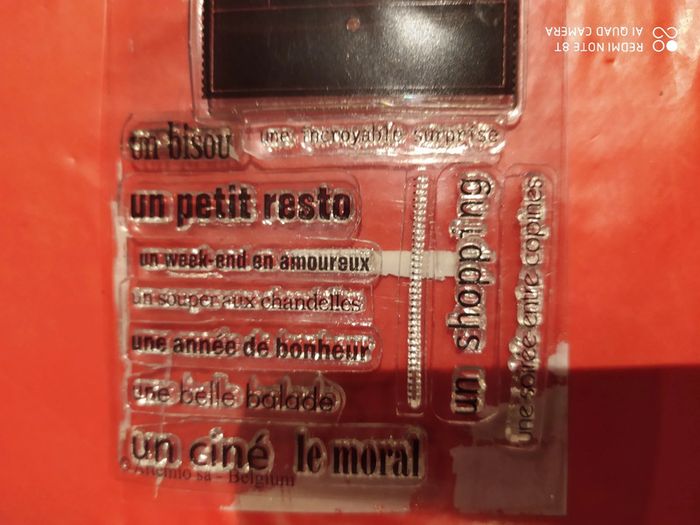 un bisou
une incroyable surprise
un petit resto
un week-end en amoureux
un souper aux chandelles
une année de bonheur
une belle balade
un ciné
le moral
un shopping
une soirée entre copines
© Artemio sa - Belgium
REDMI NOTE 8T
AI QUAD CAMERA